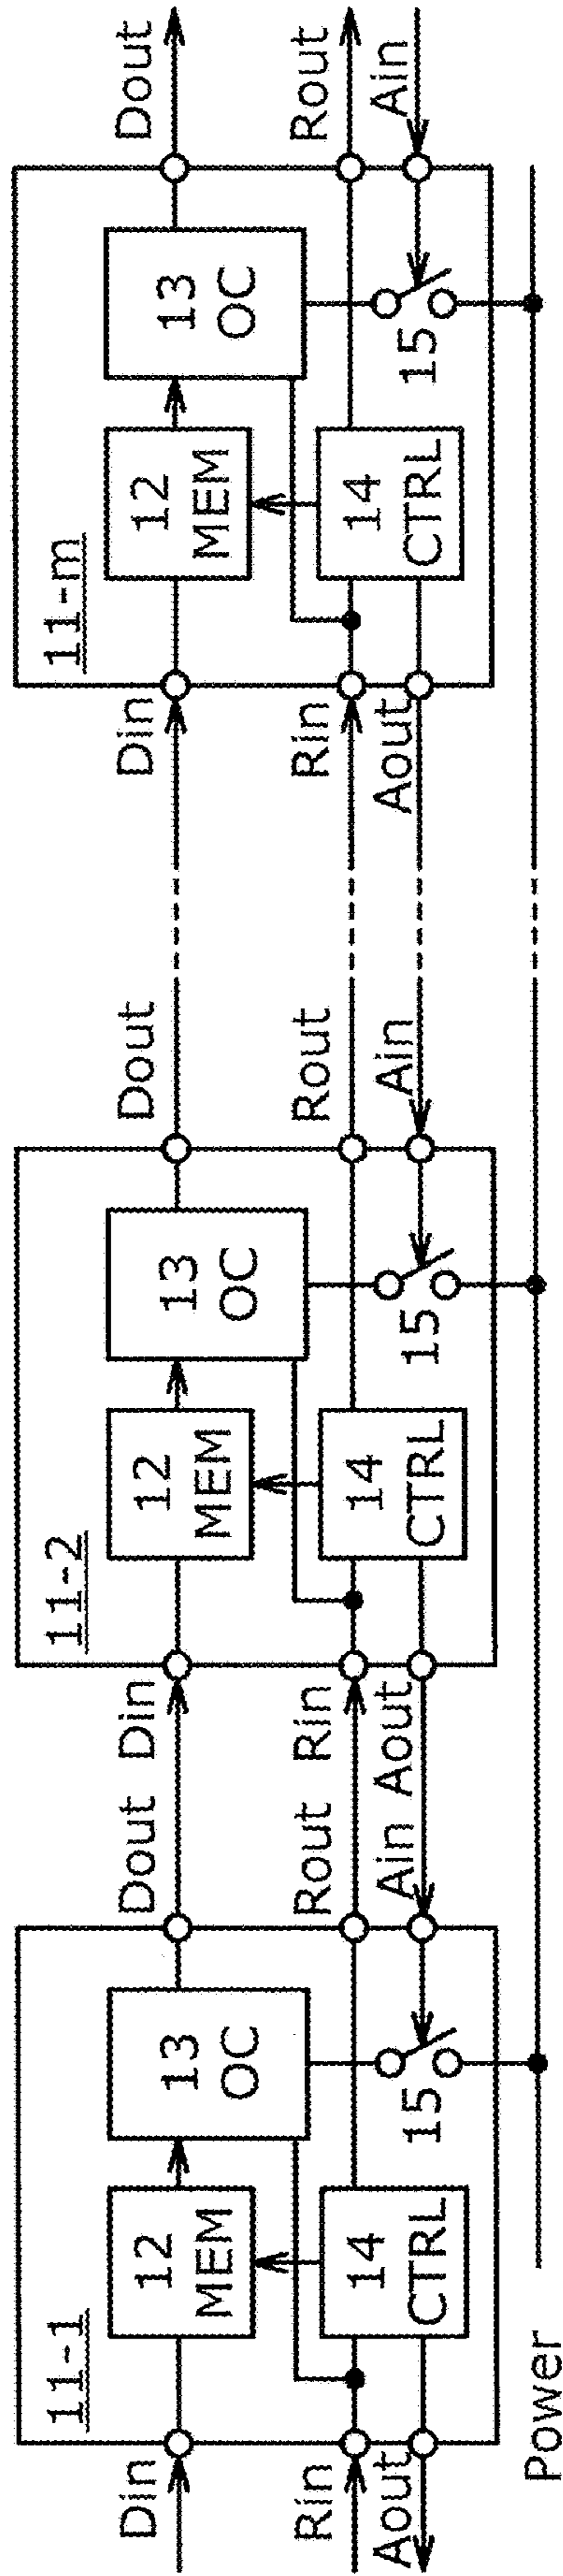 11-1
Din
12
MEM
13
OC
Dout
Rin
14
CTRL
Rout
Aout
15
Ain
11-2
Din
12
MEM
13
OC
Dout
Rin
14
CTRL
Rout
Aout
15
Ain
11-m
Din
12
MEM
13
OC
Dout
Rin
14
CTRL
Rout
Aout
15
Ain
Power